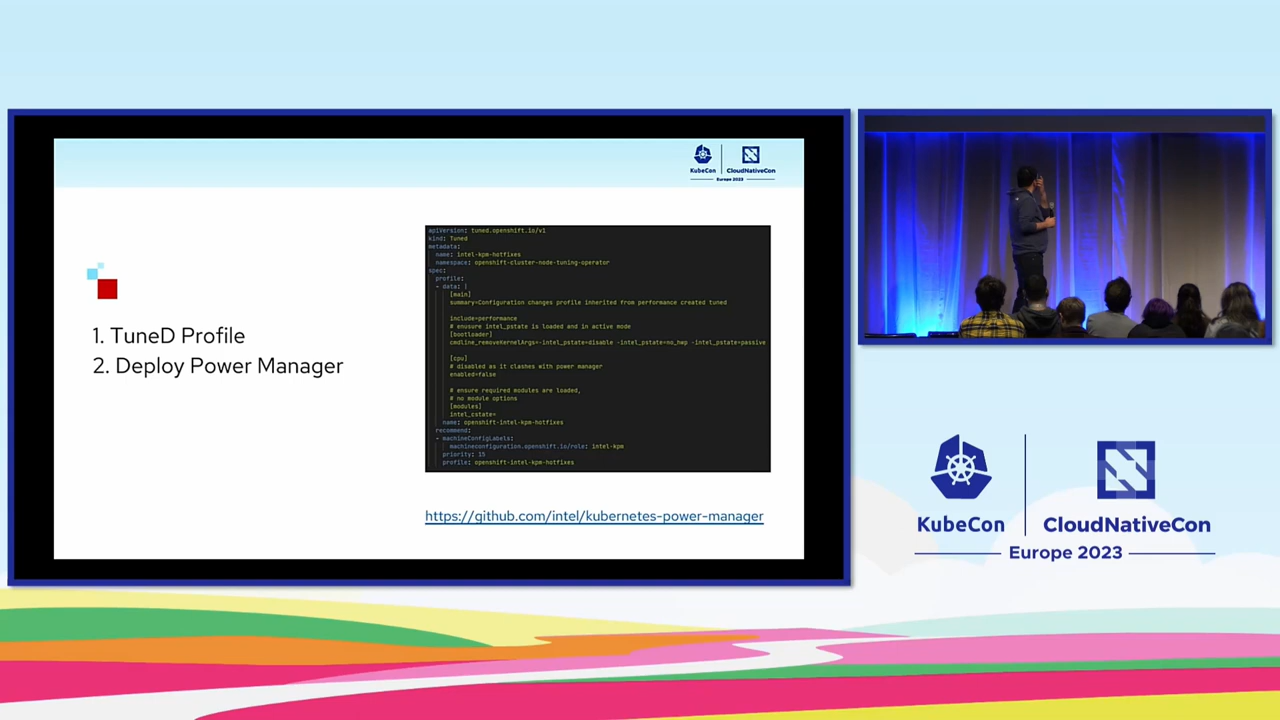 KubeCon
CloudNativeCon
Europe 2023
1. TuneD Profile
2. Deploy Power Manager
apiVersion: tuned.openshift.io/v1
kind: Tuned
metadata:
name: intel-kpm-hotfixes
namespace: openshift-cluster-node-tuning-operator
spec:
profile:
- data: |
[main]
summary=Configuration changes profile inherited from performance created tuned
include=performance
# enusure intel_pstate is loaded and in active mode
[bootloader]
cmdline_removeKernelArgs=-intel_pstate=disable -intel_pstate=no_hwp -intel_pstate=passive
[cpu]
# disabled as it clashes with power manager
enabled=false
# ensure required modules are loaded,
# no module options
[modules]
intel_cstate=
name: openshift-intel-kpm-hotfixes
recommend:
- machineConfigLabels:
machineconfiguration.openshift.io/role: intel-kpm
priority: 15
profile: openshift-intel-kpm-hotfixes
https://github.com/intel/kubernetes-power-manager
KubeCon
CloudNativeCon
Europe 2023